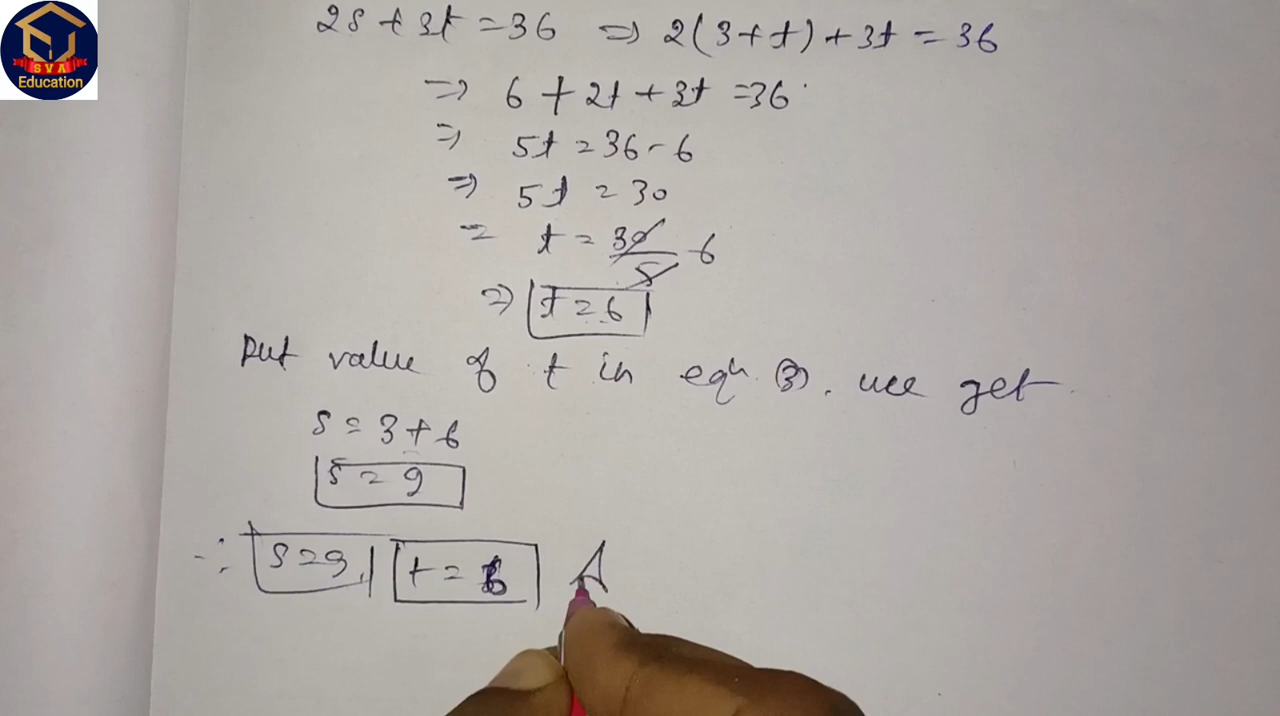 SVA
Education
2s + 3t = 36 ⇒ 2(3+t) + 3t = 36
⇒ 6 + 2t + 3t = 36
⇒ 5t = 36 - 6
⇒ 5t = 30
= t = 30/5 6
⇒ t = 6
Put value of t in eqn (3). we get
s = 3 + 6
s = 9
∴ s = 9, t = 6 A